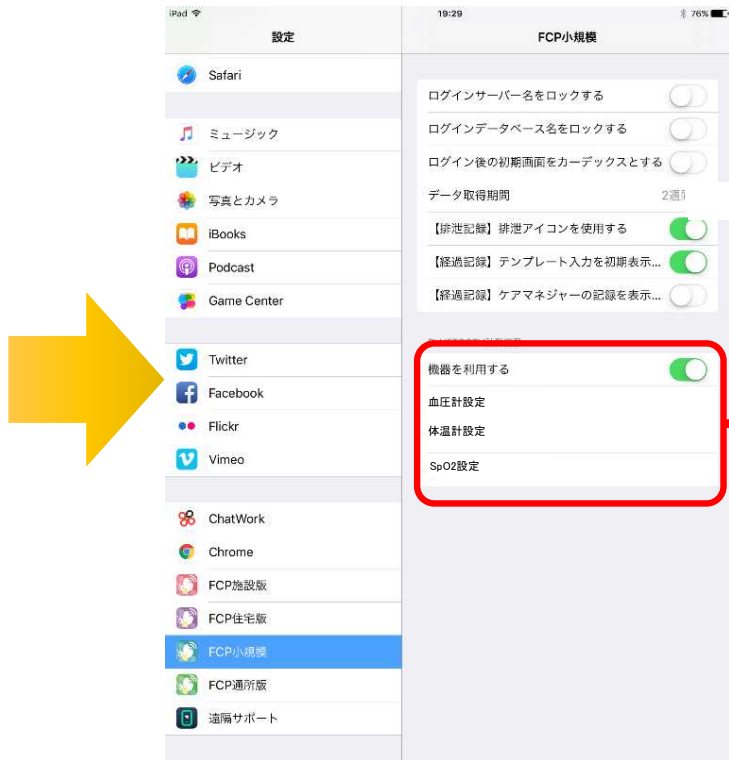 iPad
設定
Safari
ミュージック
ビデオ
写真とカメラ
iBooks
Podcast
Game Center
Twitter
Facebook
Flickr
Vimeo
ChatWork
Chrome
FCP施設版
FCP住宅版
FCP小規模
FCP通所版
遠隔サポート
19:29
76%
FCP小規模
ログインサーバー名をロックする
ログインデータベース名をロックする
ログイン後の初期画面をカーデックスとする
データ取得期間 2週
【排泄記録】排泄アイコンを使用する
【経過記録】テンプレート入力を初期表示...
【経過記録】ケアマネジャーの記録を表示...
機器を利用する
血圧計設定
体温計設定
SpO2設定